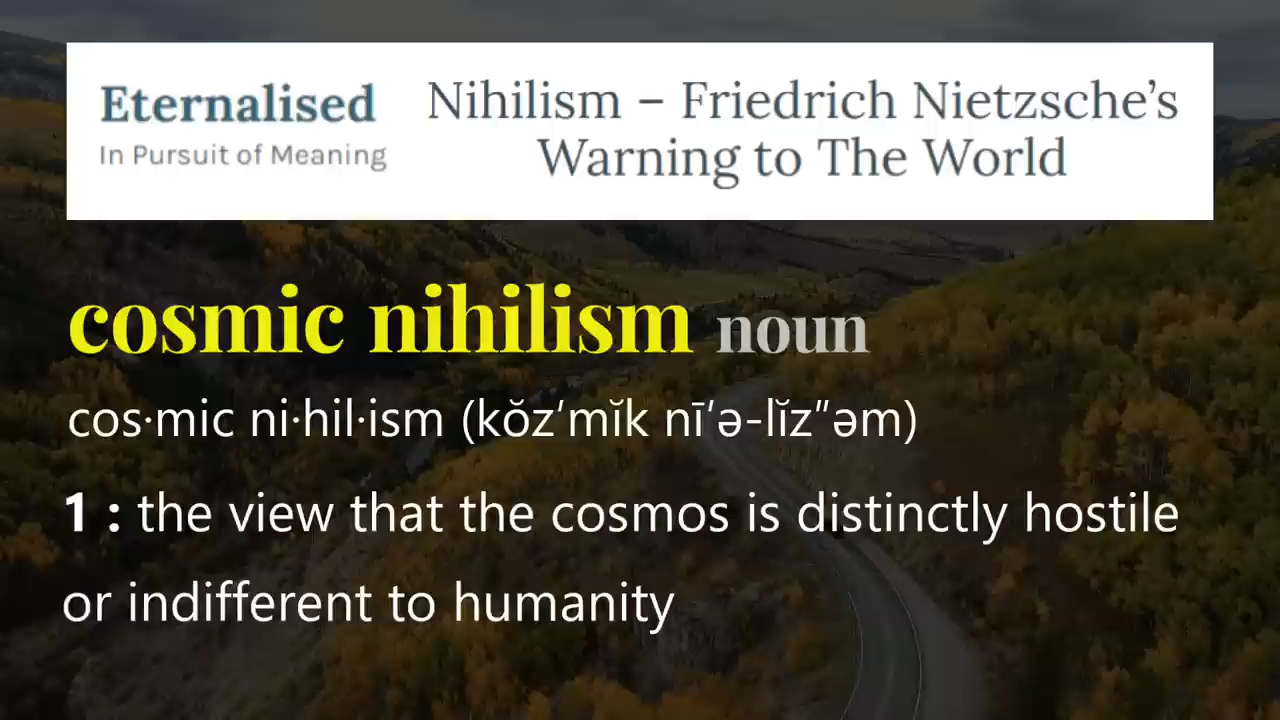 Eternalised
In Pursuit of Meaning
Nihilism – Friedrich Nietzsche’s
Warning to The World
cosmic nihilism noun
cos·mic ni·hil·ism (kŏz′mĭk nī′ə-lĭz″əm)
1 : the view that the cosmos is distinctly hostile
or indifferent to humanity